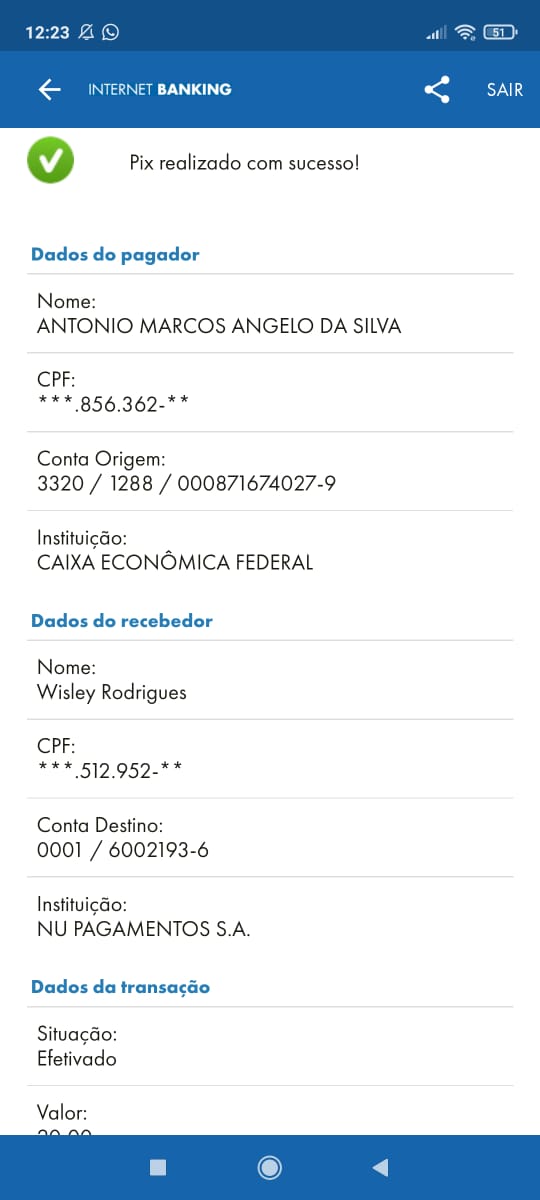 12:23
51
INTERNET BANKING
SAIR
Pix realizado com sucesso!
Dados do pagador
Nome:
ANTONIO MARCOS ANGELO DA SILVA
CPF:
***.856.362-**
Conta Origem:
3320 / 1288 / 000871674027-9
Instituição:
CAIXA ECONÔMICA FEDERAL
Dados do recebedor
Nome:
Wisley Rodrigues
CPF:
***.512.952-**
Conta Destino:
0001 / 6002193-6
Instituição:
NU PAGAMENTOS S.A.
Dados da transação
Situação:
Efetivado
Valor: